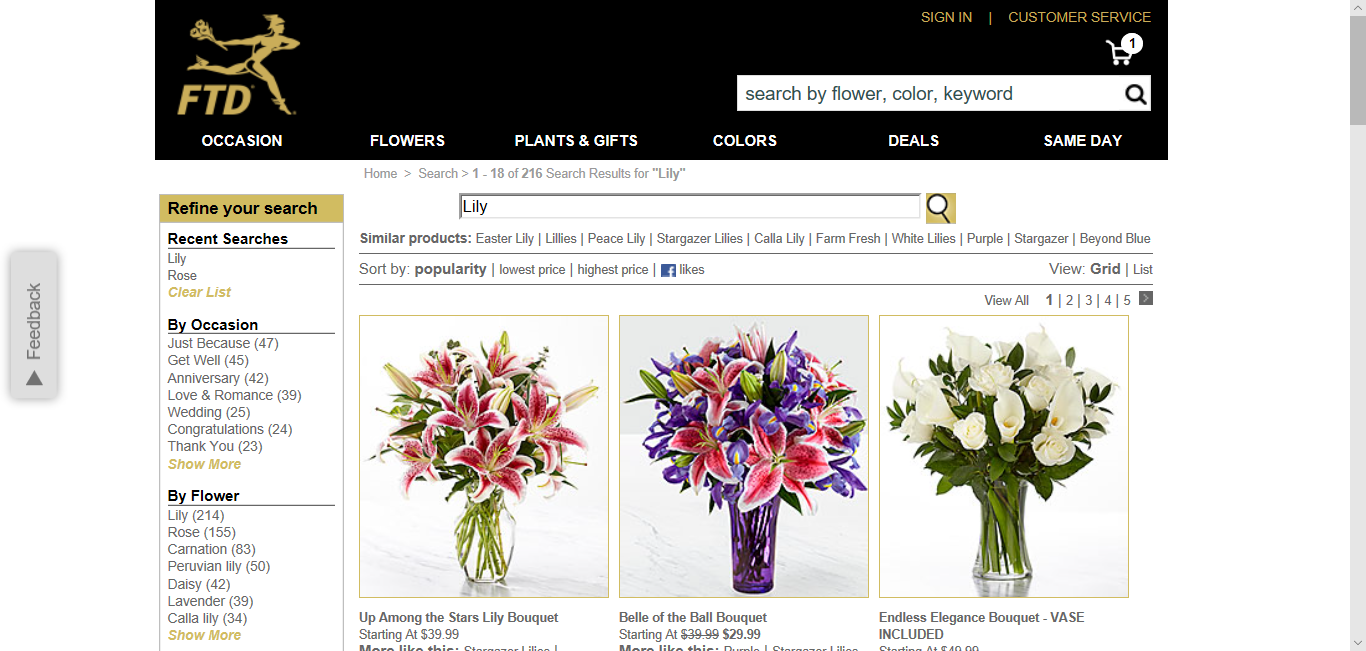 SIGN IN | CUSTOMER SERVICE
1
FTD
search by flower, color, keyword
OCCASION FLOWERS PLANTS & GIFTS COLORS DEALS SAME DAY
Home > Search > 1 - 18 of 216 Search Results for "Lily"
Refine your search
Recent Searches
Lily
Rose
Clear List
By Occasion
Just Because (47)
Get Well (45)
Anniversary (42)
Love & Romance (39)
Wedding (25)
Congratulations (24)
Thank You (23)
Show More
By Flower
Lily (214)
Rose (155)
Carnation (83)
Peruvian lily (50)
Daisy (42)
Lavender (39)
Calla lily (34)
Show More
Feedback
Lily
Similar products: Easter Lily | Lillies | Peace Lily | Stargazer Lilies | Calla Lily | Farm Fresh | White Lilies | Purple | Stargazer | Beyond Blue
Sort by: popularity | lowest price | highest price | f likes
View: Grid | List
View All 1 | 2 | 3 | 4 | 5
Up Among the Stars Lily Bouquet
Starting At $39.99
More like this: Stargazer Lilies |
Belle of the Ball Bouquet
Starting At $39.99 $29.99
More like this: Purple | Stargazer Lilies
Endless Elegance Bouquet - VASE
INCLUDED
Starting At $49.99